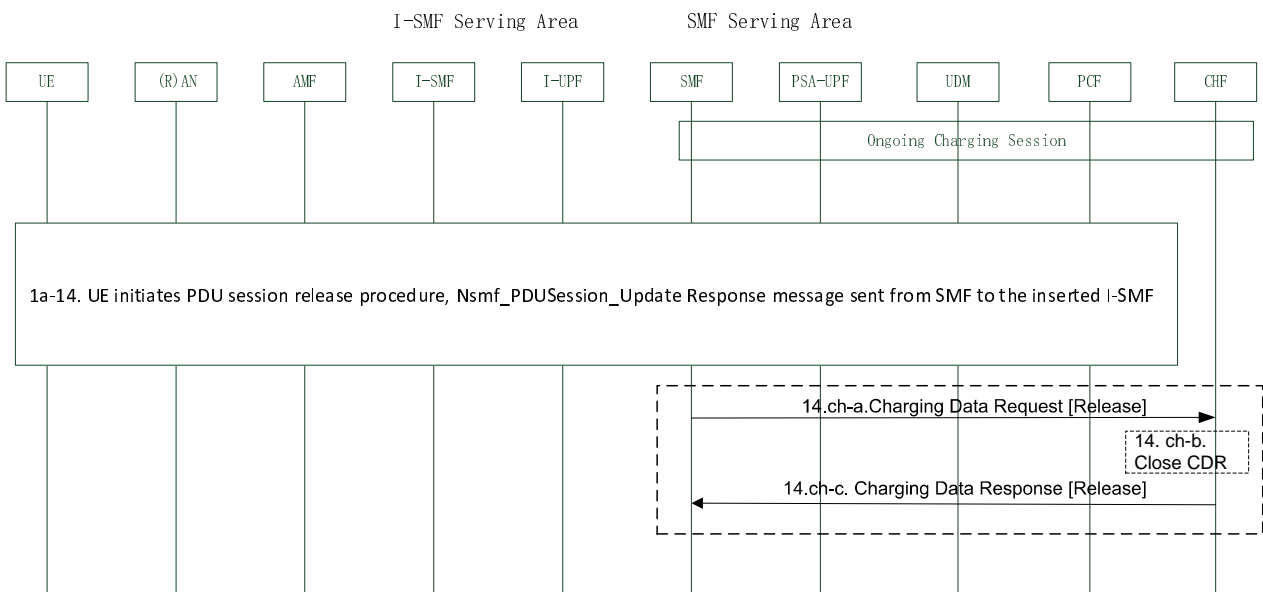 I-SMF Serving Area
SMF Serving Area
UE
(R)AN
AMF
I-SMF
I-UPF
SMF
PSA-UPF
UDM
PCF
CHF
Ongoing Charging Session
1a-14. UE initiates PDU session release procedure, Nsmf_PDUSession_Update Response message sent from SMF to the inserted I-SMF
14.ch-a.Charging Data Request [Release]
14. ch-b.
Close CDR
14.ch-c. Charging Data Response [Release]